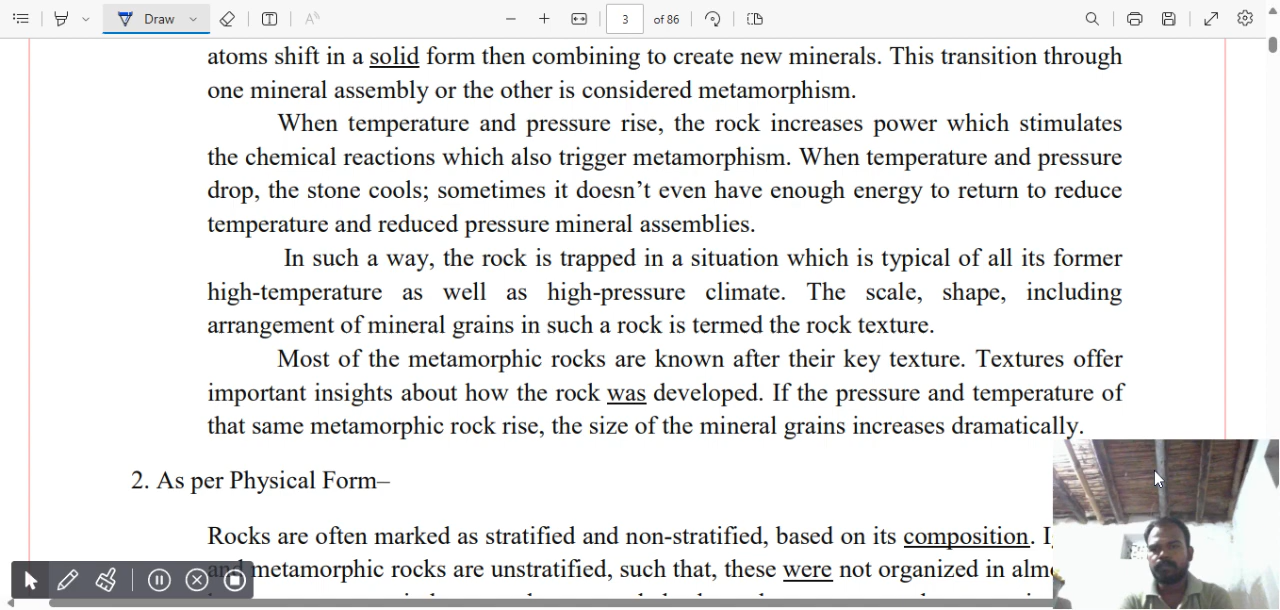 Draw
3 of 86
atoms shift in a solid form then combining to create new minerals. This transition through
one mineral assembly or the other is considered metamorphism.
When temperature and pressure rise, the rock increases power which stimulates
the chemical reactions which also trigger metamorphism. When temperature and pressure
drop, the stone cools; sometimes it doesn’t even have enough energy to return to reduce
temperature and reduced pressure mineral assemblies.
In such a way, the rock is trapped in a situation which is typical of all its former
high-temperature as well as high-pressure climate. The scale, shape, including
arrangement of mineral grains in such a rock is termed the rock texture.
Most of the metamorphic rocks are known after their key texture. Textures offer
important insights about how the rock was developed. If the pressure and temperature of
that same metamorphic rock rise, the size of the mineral grains increases dramatically.
2. As per Physical Form–
Rocks are often marked as stratified and non-stratified, based on its composition.
and metamorphic rocks are unstratified, such that, these were not organized in